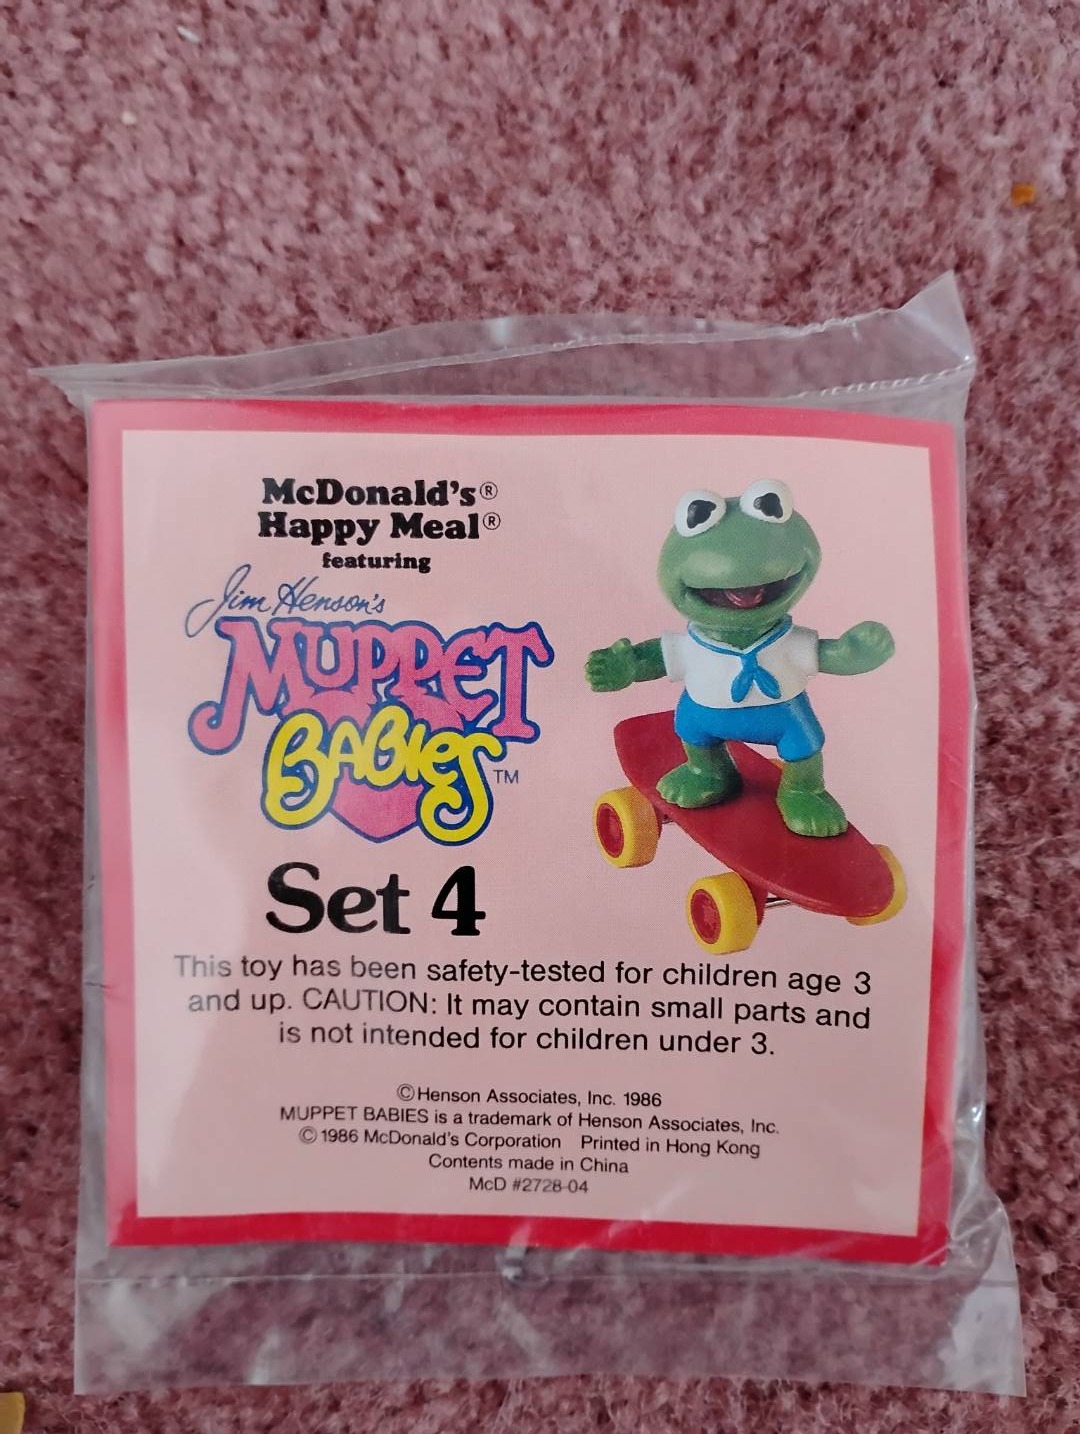 McDonald's®
Happy Meal®
featuring
Jim Henson's
MUPPET
BABIES™
Set 4
This toy has been safety-tested for children age 3
and up. CAUTION: It may contain small parts and
is not intended for children under 3.
© Henson Associates, Inc. 1986
MUPPET BABIES is a trademark of Henson Associates, Inc.
© 1986 McDonald's Corporation Printed in Hong Kong
Contents made in China
McD #2728-04